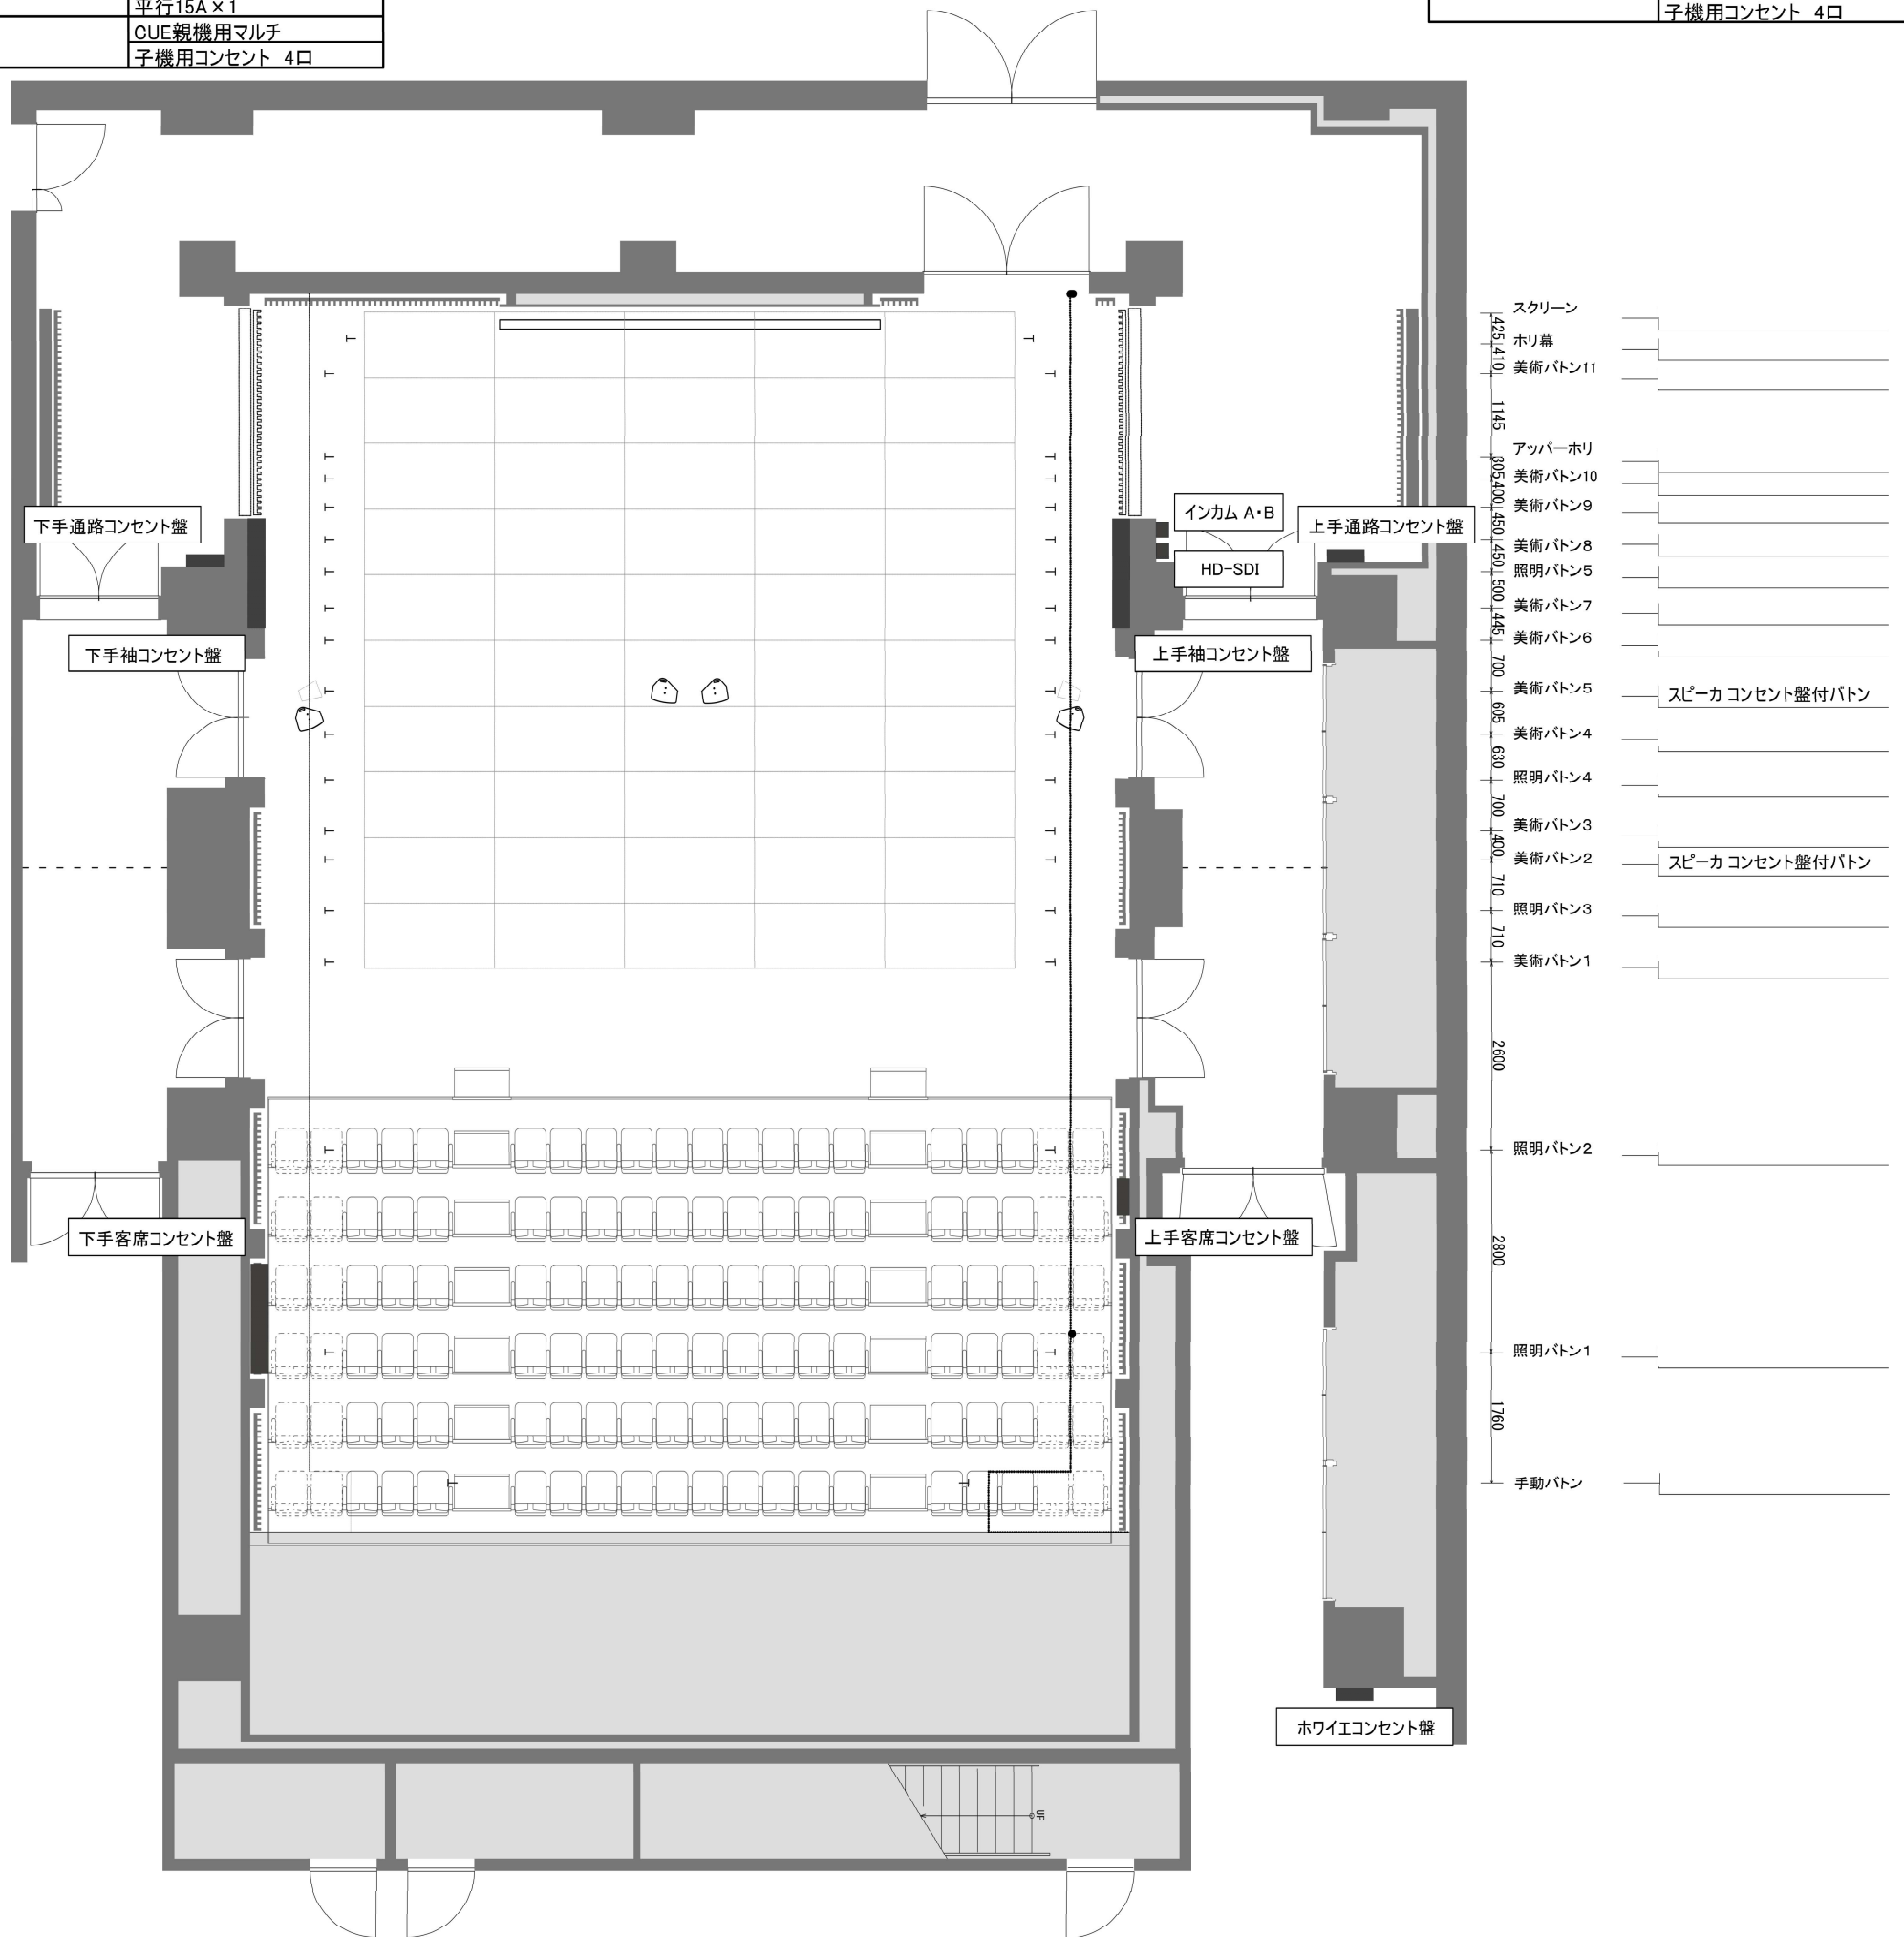 平行15A×1
CUE親機用マルチ
子機用コンセント 4口
子機用コンセント 4口
スクリーン
425
ホリ幕
410
美術バトン11
1145
アッパーホリ
305
美術バトン10
400
美術バトン9
450
美術バトン8
450
照明バトン5
500
美術バトン7
445
美術バトン6
700
美術バトン5
スピーカ コンセント盤付バトン
605
美術バトン4
630
照明バトン4
700
美術バトン3
400
美術バトン2
スピーカ コンセント盤付バトン
710
照明バトン3
710
美術バトン1
2600
照明バトン2
2800
照明バトン1
1760
手動バトン
下手通路コンセント盤
インカム A・B
上手通路コンセント盤
HD-SDI
下手袖コンセント盤
上手袖コンセント盤
下手客席コンセント盤
上手客席コンセント盤
ホワイエコンセント盤
UP